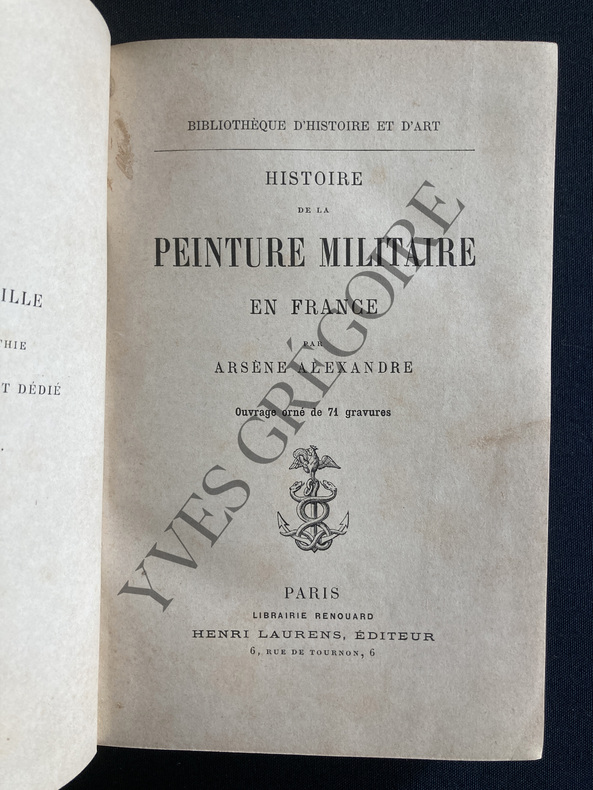 ILLE
HIE
T DÉDIÉ
BIBLIOTHÈQUE D'HISTOIRE ET D'ART
HISTOIRE
DE LA
PEINTURE MILITAIRE
EN FRANCE
PAR
ARSÈNE ALEXANDRE
Ouvrage orné de 71 gravures
PARIS
LIBRAIRIE RENOUARD
HENRI LAURENS, ÉDITEUR
6, RUE DE TOURNON, 6
YVES GRÉGOIRE